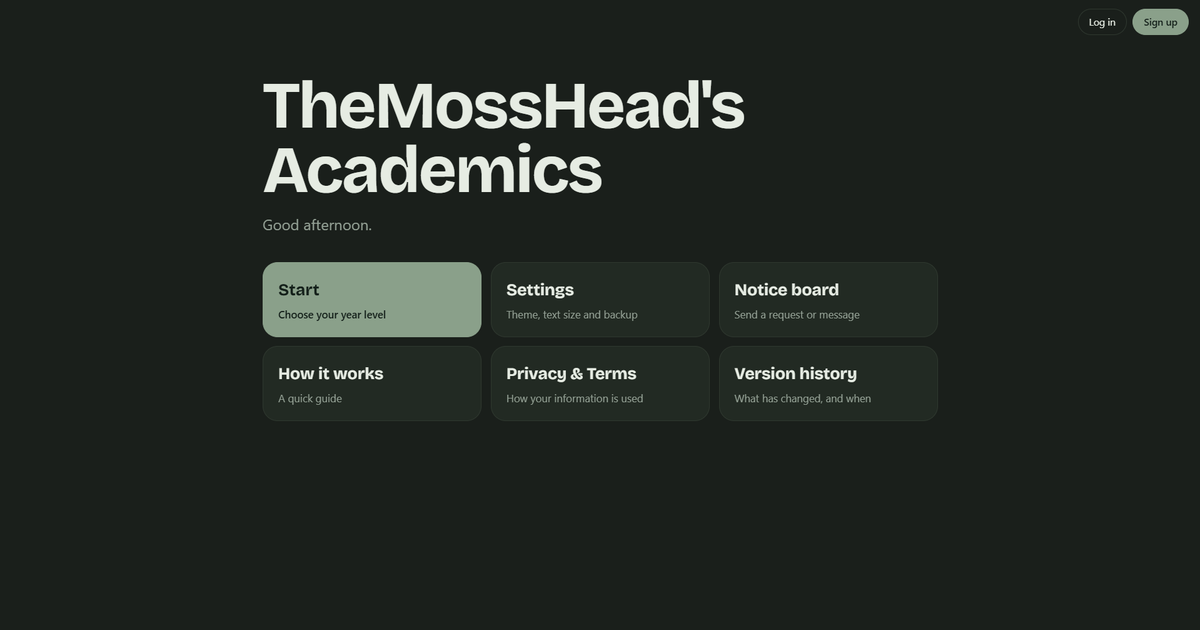 Log in
Sign up
TheMossHead's
Academics
Good afternoon.
Start
Choose your year level
Settings
Theme, text size and backup
Notice board
Send a request or message
How it works
A quick guide
Privacy & Terms
How your information is used
Version history
What has changed, and when